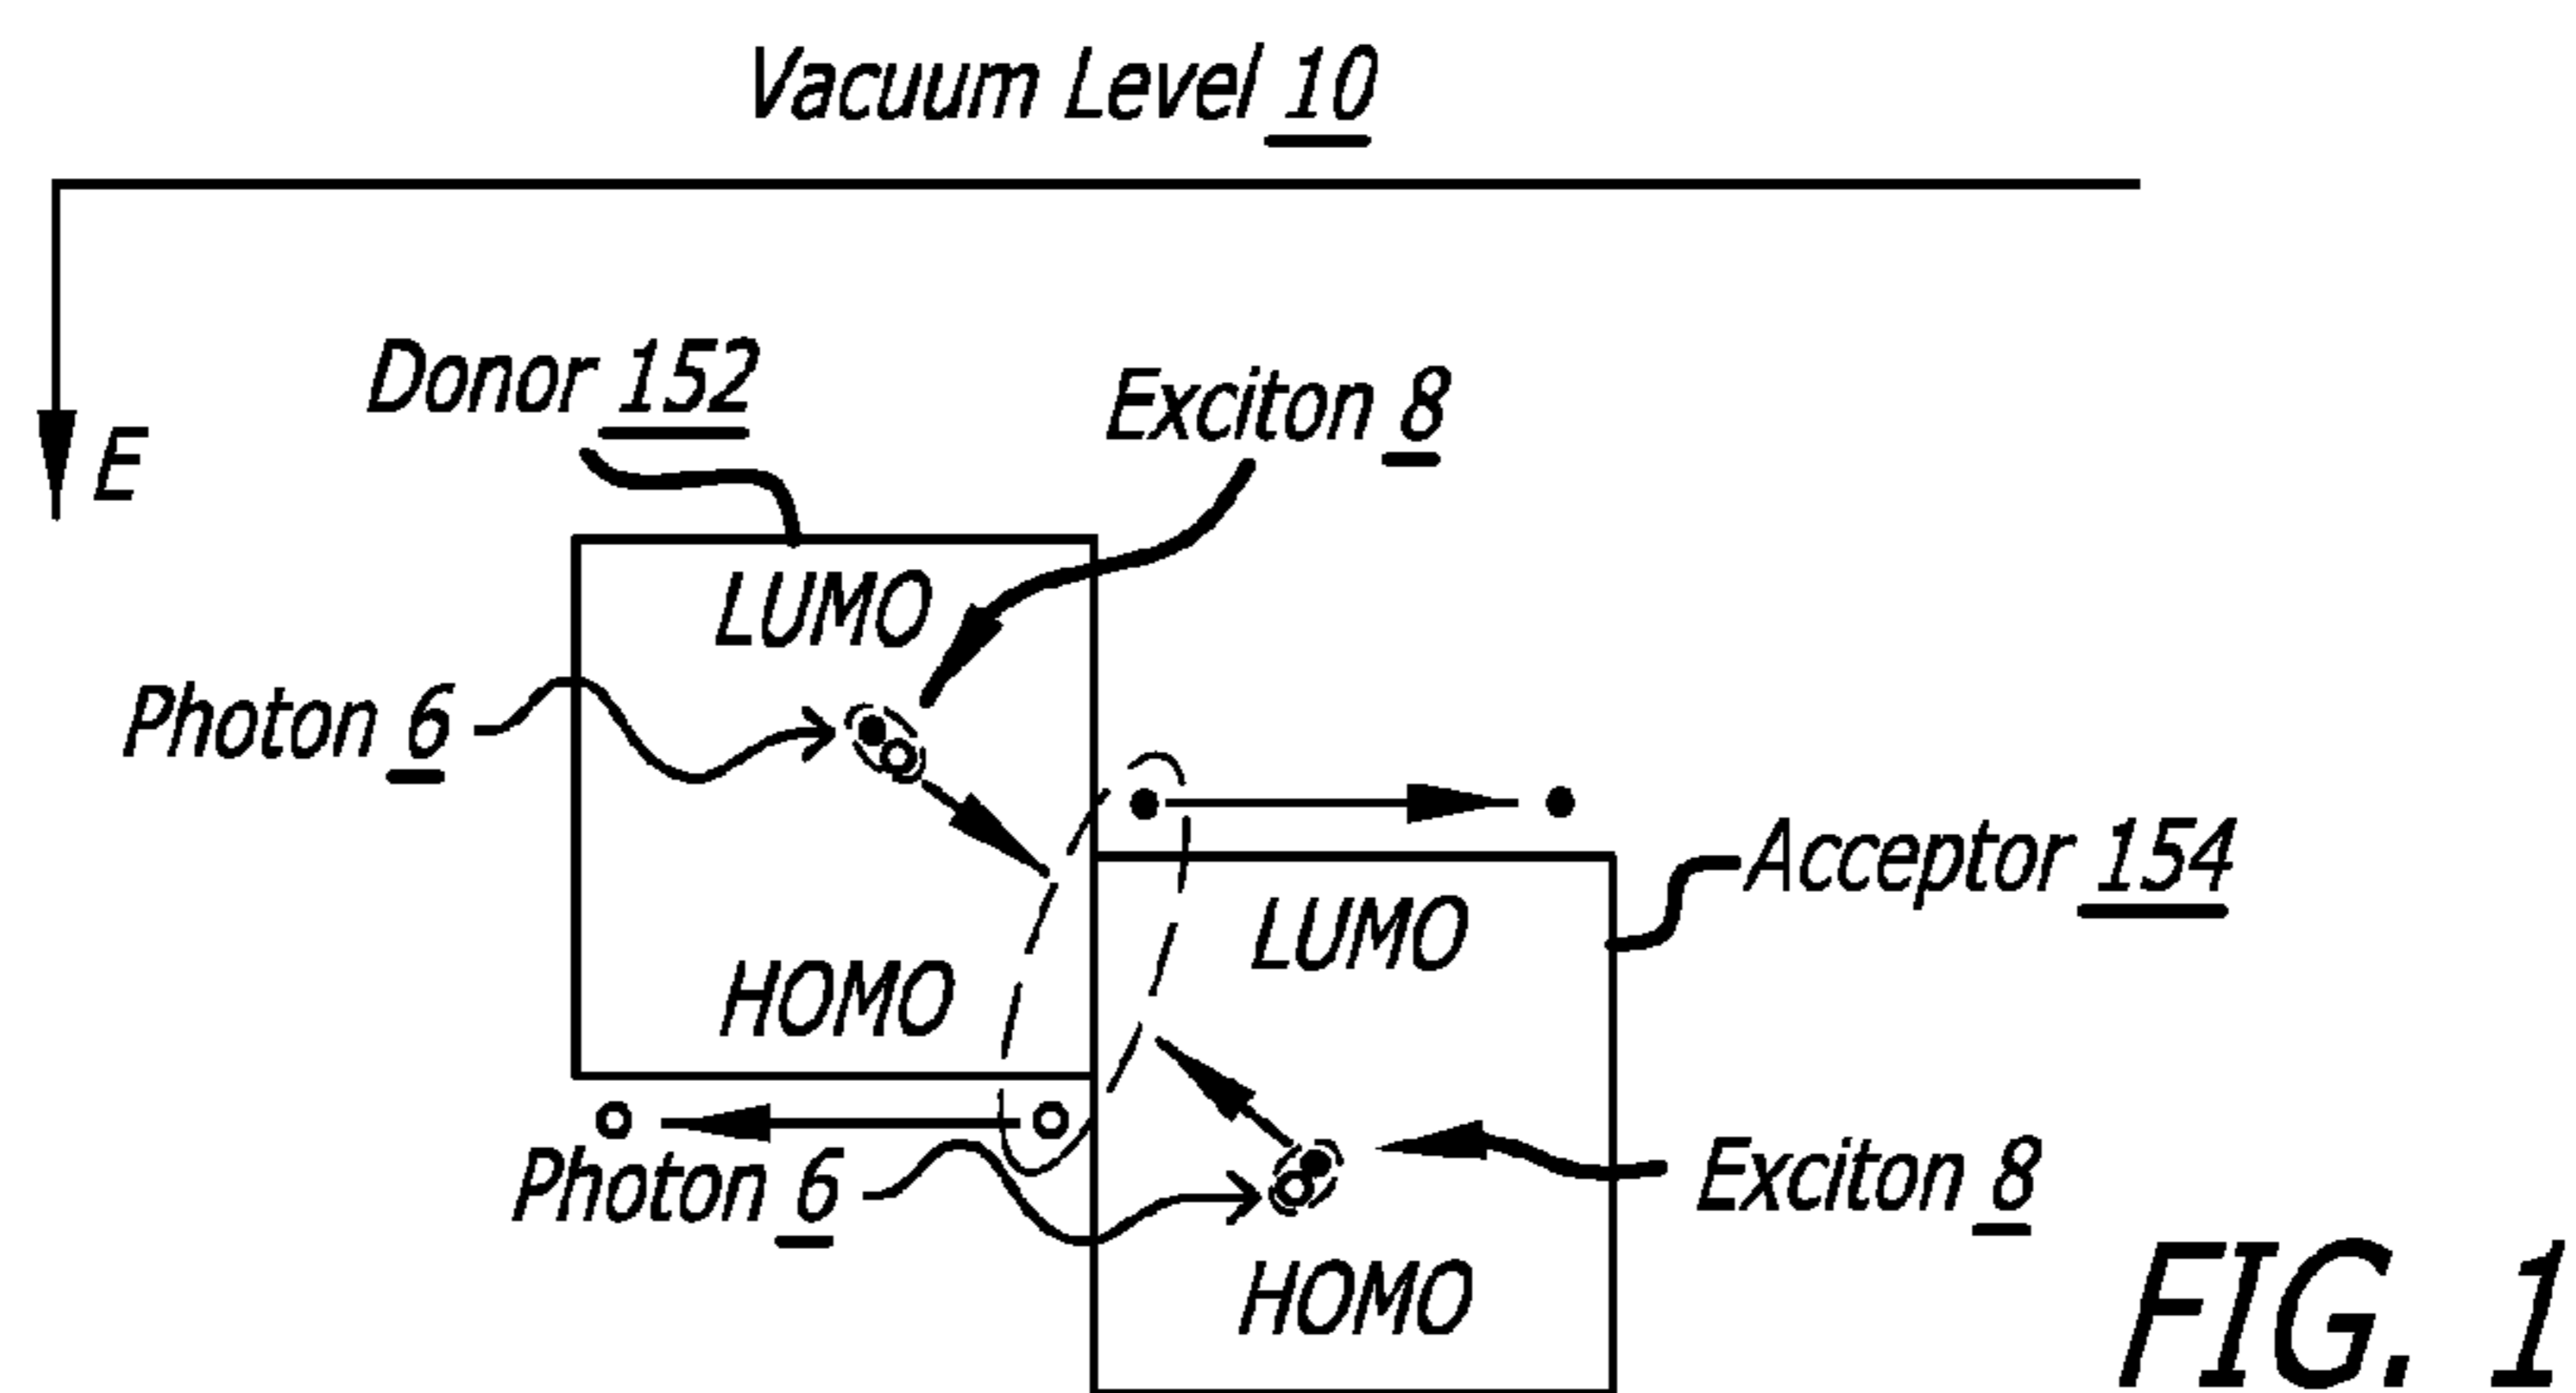 Vacuum Level 10
E
Donor 152
Exciton 8
LUMO
Photon 6
Acceptor 154
LUMO
HOMO
Photon 6
Exciton 8
HOMO
FIG. 1